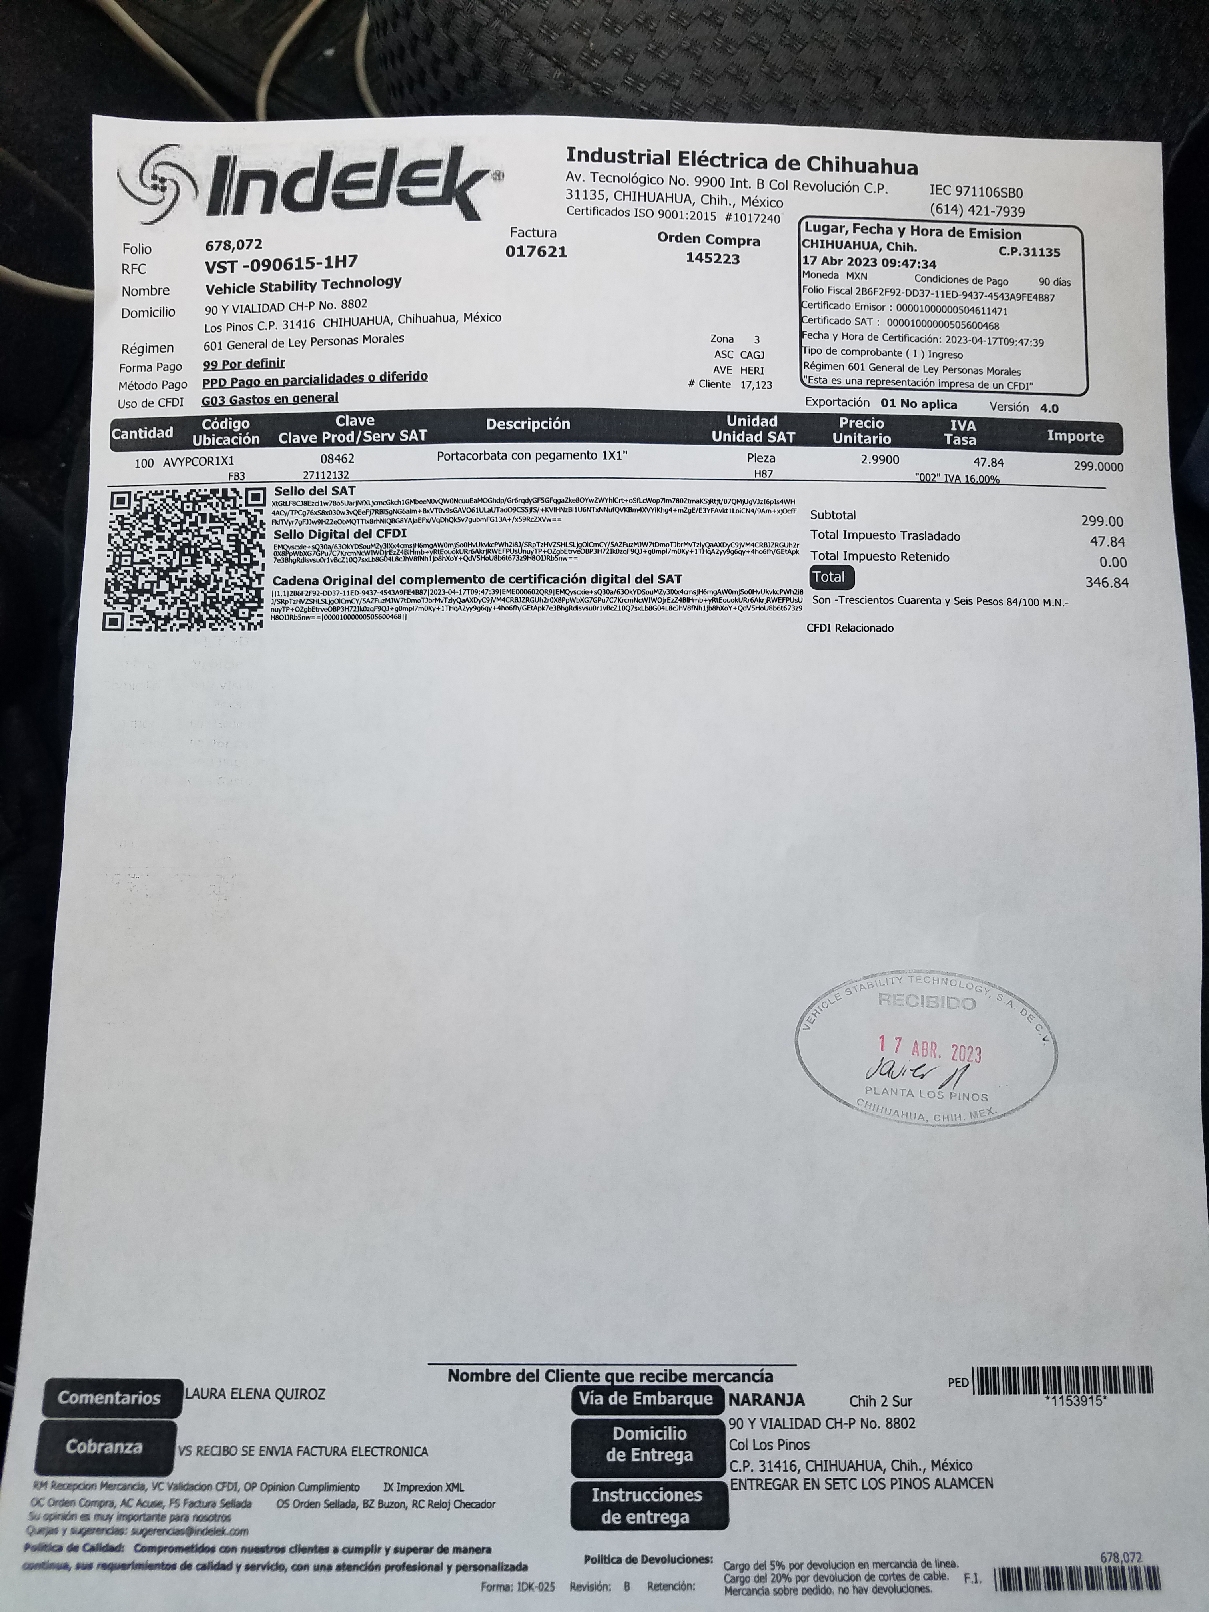 Indelek®
Industrial Eléctrica de Chihuahua
Av. Tecnológico No. 9900 Int. B Col Revolución C.P.
31135, CHIHUAHUA, Chih., México
Certificados ISO 9001:2015 #1017240
IEC 971106SB0
(614) 421-7939
Folio 678,072
RFC VST -090615-1H7
Nombre Vehicle Stability Technology
Domicilio 90 Y VIALIDAD CH-P No. 8802
Los Pinos C.P. 31416 CHIHUAHUA, Chihuahua, México
Régimen 601 General de Ley Personas Morales
Forma Pago 99 Por definir
Método Pago PPD Pago en parcialidades o diferido
Uso de CFDI G03 Gastos en general
Factura
017621
Orden Compra
145223
Zona 3
ASC CAGJ
AVE HERI
# Cliente 17,123
Lugar, Fecha y Hora de Emision
CHIHUAHUA, Chih. C.P.31135
17 Abr 2023 09:47:34
Moneda MXN Condiciones de Pago 90 días
Folio Fiscal 2B6F2F92-DD37-11ED-9437-4543A9FE4B87
Certificado Emisor : 00001000000504611471
Certificado SAT : 00001000000505600468
Fecha y Hora de Certificación: 2023-04-17T09:47:39
Tipo de comprobante ( I ) Ingreso
Régimen 601 General de Ley Personas Morales
"Esta es una representación impresa de un CFDI"
Exportación 01 No aplica Versión 4.0
Cantidad Código Ubicación Clave Clave Prod/Serv SAT Descripción Unidad Unidad SAT Precio Unitario IVA Tasa Importe
100 AVYPCOR1X1 08462 Portacorbata con pegamento 1X1" Pieza 2.9900 47.84 299.0000
FB3 27112132 H87 "002" IVA 16.00%
Sello del SAT
Sello Digital del CFDI
Cadena Original del complemento de certificación digital del SAT
Subtotal 299.00
Total Impuesto Trasladado 47.84
Total Impuesto Retenido 0.00
Total 346.84
Son -Trescientos Cuarenta y Seis Pesos 84/100 M.N.-
CFDI Relacionado
VEHICLE STABILITY TECHNOLOGY, S.A. DE C.V.
RECIBIDO
17 ABR. 2023
Javier
PLANTA LOS PINOS
CHIHUAHUA, CHIH. MEX.
Nombre del Cliente que recibe mercancía
PED *1153915*
Comentarios LAURA ELENA QUIROZ
Cobranza VS RECIBO SE ENVIA FACTURA ELECTRONICA
Vía de Embarque NARANJA Chih 2 Sur
Domicilio de Entrega
90 Y VIALIDAD CH-P No. 8802
Col Los Pinos
C.P. 31416, CHIHUAHUA, Chih., México
Instrucciones de entrega
ENTREGAR EN SETC LOS PINOS ALAMCEN
RM Recepcion Mercancia, VC Validacion CFDI, OP Opinion Cumplimiento IX Impresion XML
OC Orden Compra, AC Acuse, FS Factura Sellada OS Orden Sellada, BZ Buzon, RC Reloj Checador
Su opinión es muy importante para nosotros
Quejas y sugerencias: sugerencias@indelek.com
Política de Calidad: Comprometidos con nuestros clientes a cumplir y superar de manera
continua, sus requerimientos de calidad y servicio, con una atención profesional y personalizada
Forma: IDK-025 Revisión: B Retención:
Política de Devoluciones:
Cargo del 5% por devolucion en mercancia de linea.
Cargo del 20% por devolucion de cortes de cable.
Mercancia sobre pedido, no hay devoluciones.
678,072
F.I.